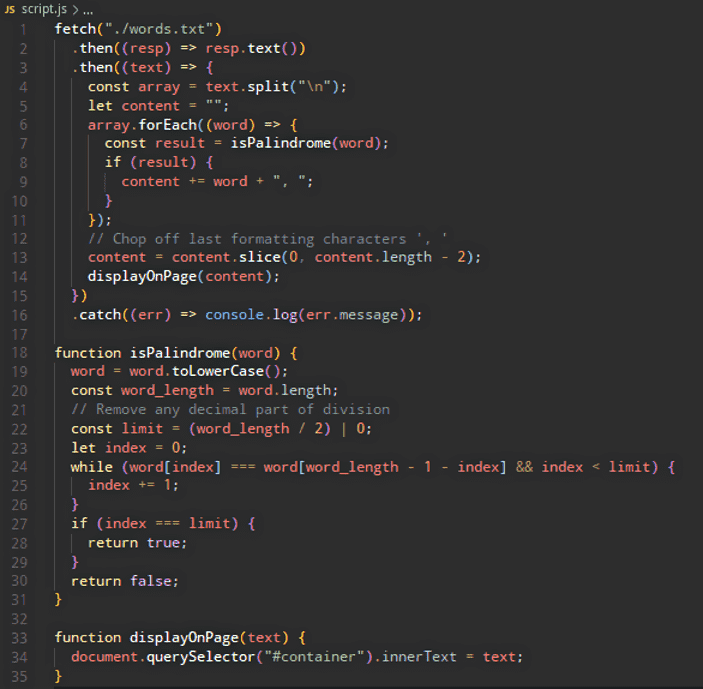 JS script.js > ...
1 fetch("./words.txt")
2 .then((resp) => resp.text())
3 .then((text) => {
4 const array = text.split("\n");
5 let content = "";
6 array.forEach((word) => {
7 const result = isPalindrome(word);
8 if (result) {
9 content += word + ", ";
10 }
11 });
12 // Chop off last formatting characters ', '
13 content = content.slice(0, content.length - 2);
14 displayOnPage(content);
15 })
16 .catch((err) => console.log(err.message));
17
18 function isPalindrome(word) {
19 word = word.toLowerCase();
20 const word_length = word.length;
21 // Remove any decimal part of division
22 const limit = (word_length / 2) | 0;
23 let index = 0;
24 while (word[index] === word[word_length - 1 - index] && index < limit) {
25 index += 1;
26 }
27 if (index === limit) {
28 return true;
29 }
30 return false;
31 }
32
33 function displayOnPage(text) {
34 document.querySelector("#container").innerText = text;
35 }